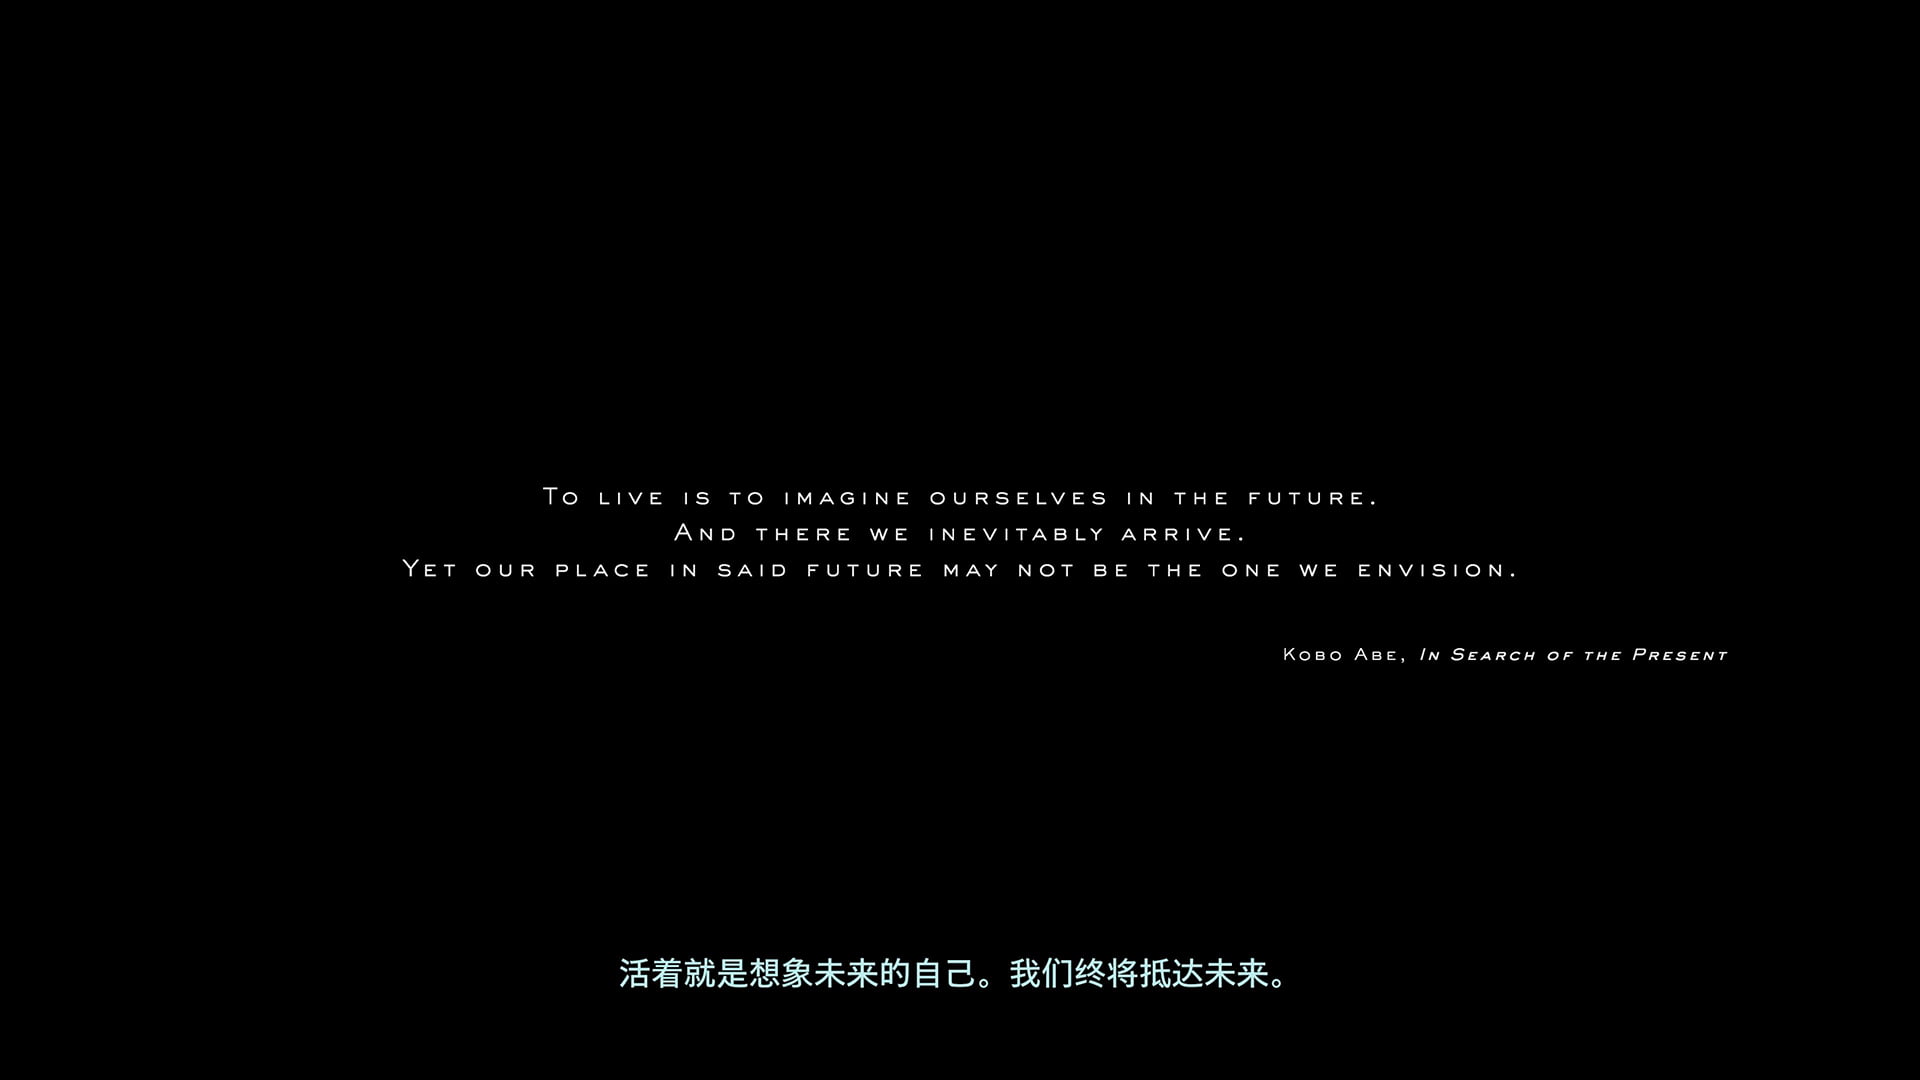 To live is to imagine ourselves in the future.
And there we inevitably arrive.
Yet our place in said future may not be the one we envision.
Kobo Abe, In Search of the Present
活着就是想象未来的自己。我们终将抵达未来。